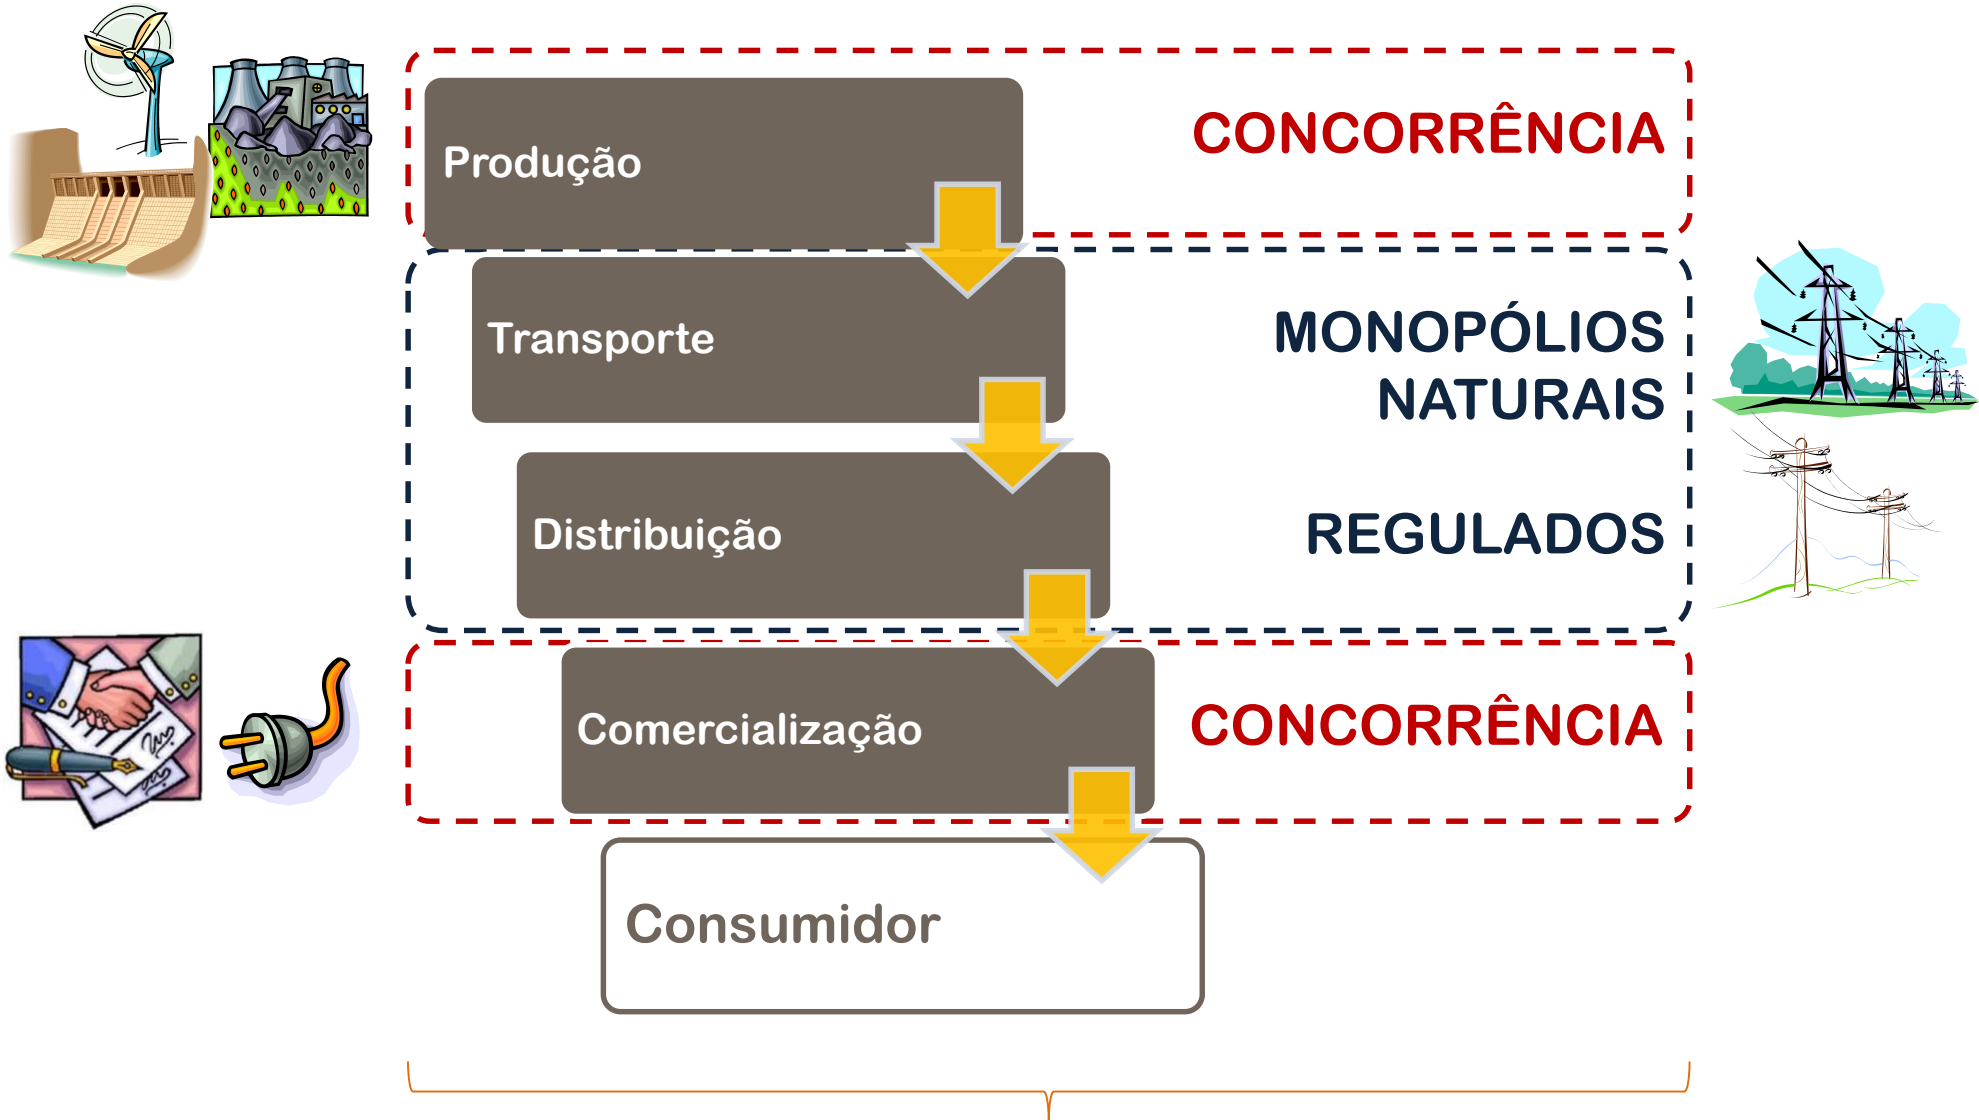 Produção
CONCORRÊNCIA
Transporte
MONOPÓLIOS
NATURAIS
Distribuição
REGULADOS
Comercialização
CONCORRÊNCIA
Consumidor